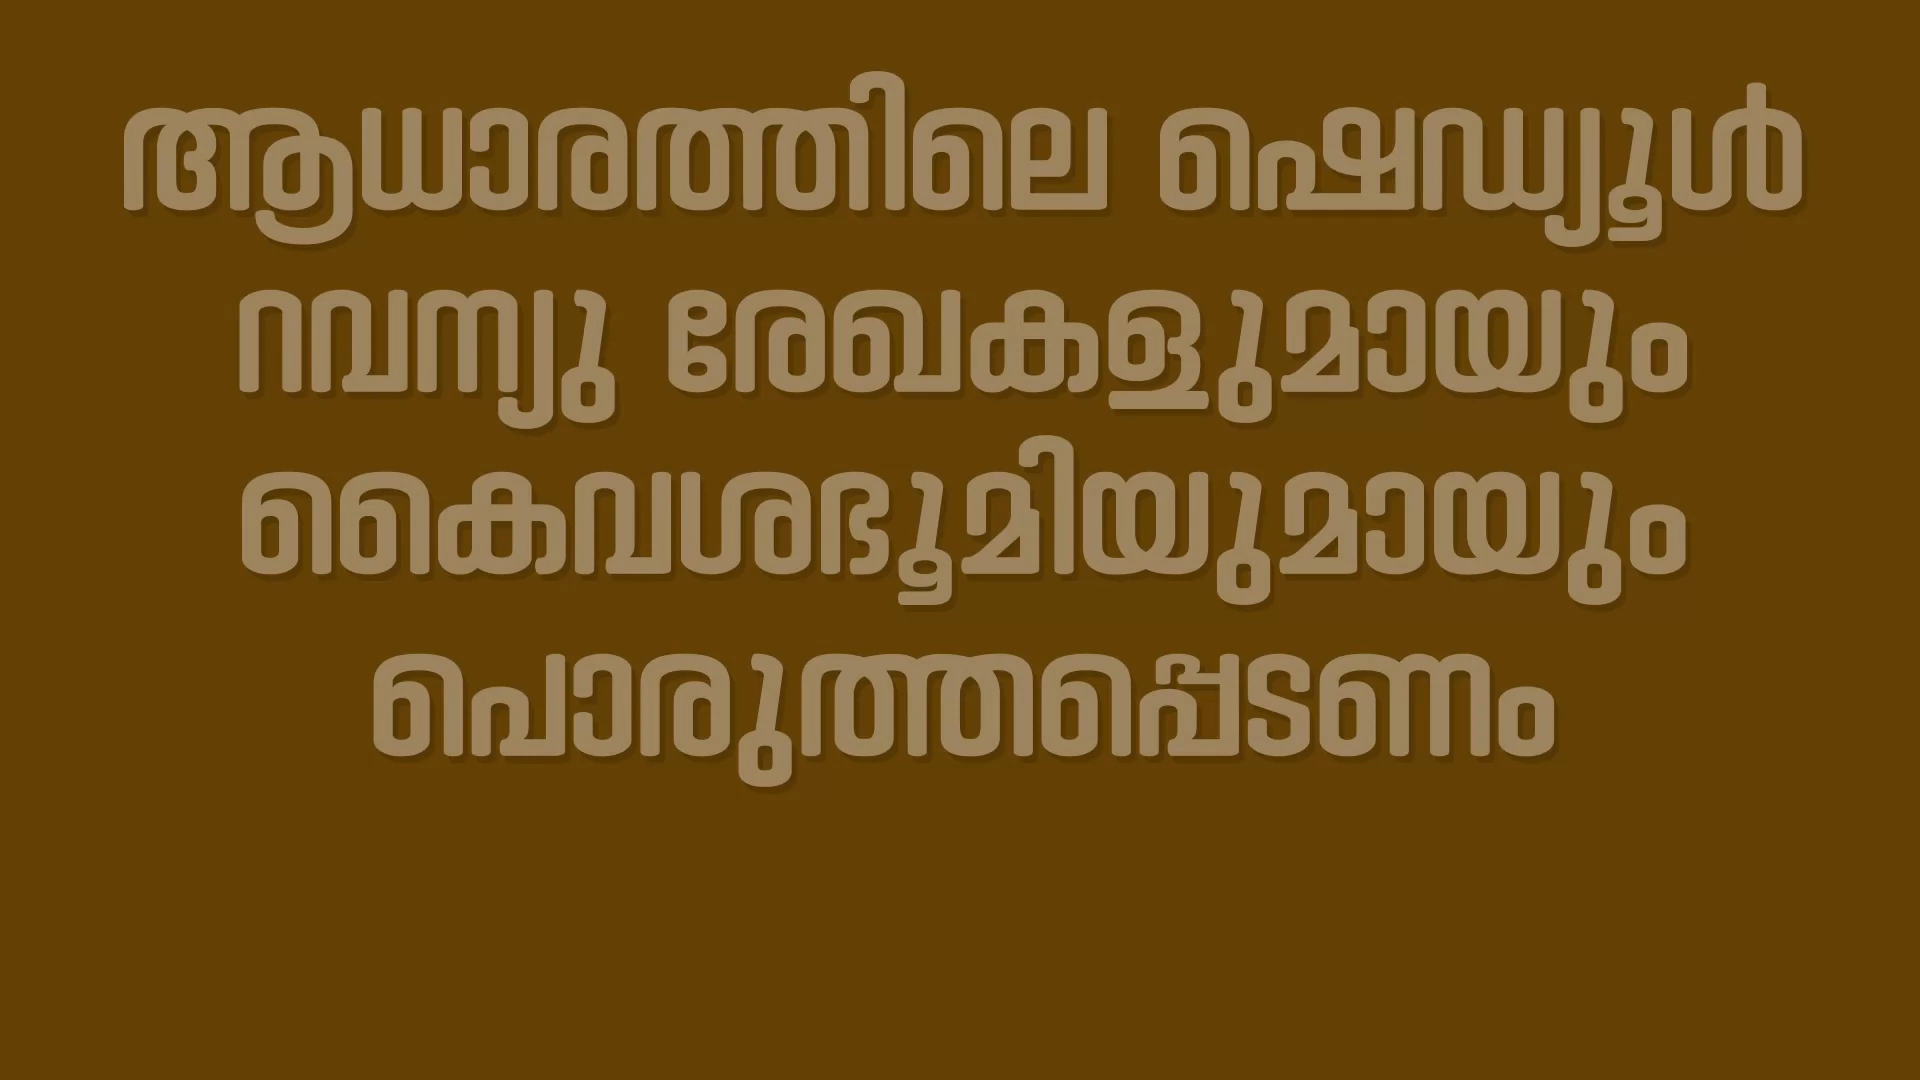 ആധാരത്തിലെ ഷെഡ്യൂൾ
റവന്യു രേഖകളുമായും
കൈവശഭൂമിയുമായും
പൊരുത്തപ്പെടണം